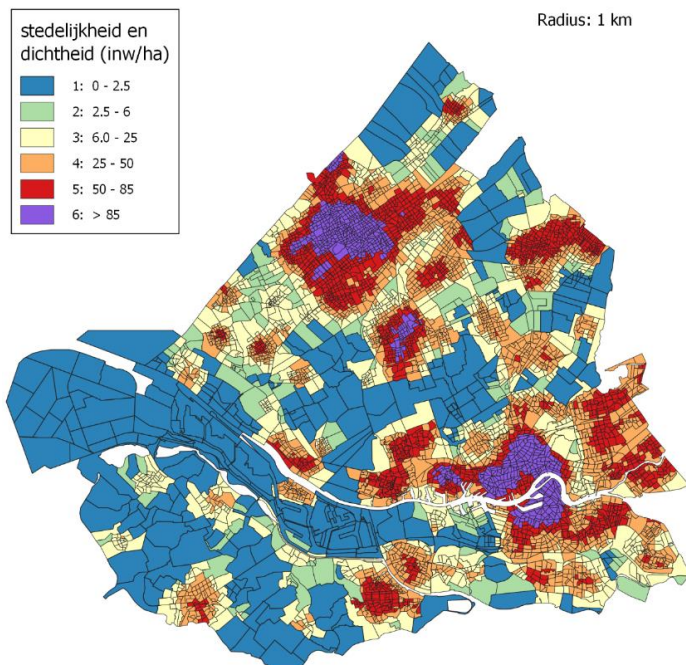 stedelijkheid en
dichtheid (inw/ha)
1: 0 - 2.5
2: 2.5 - 6
3: 6.0 - 25
4: 25 - 50
5: 50 - 85
6: > 85
Radius: 1 km